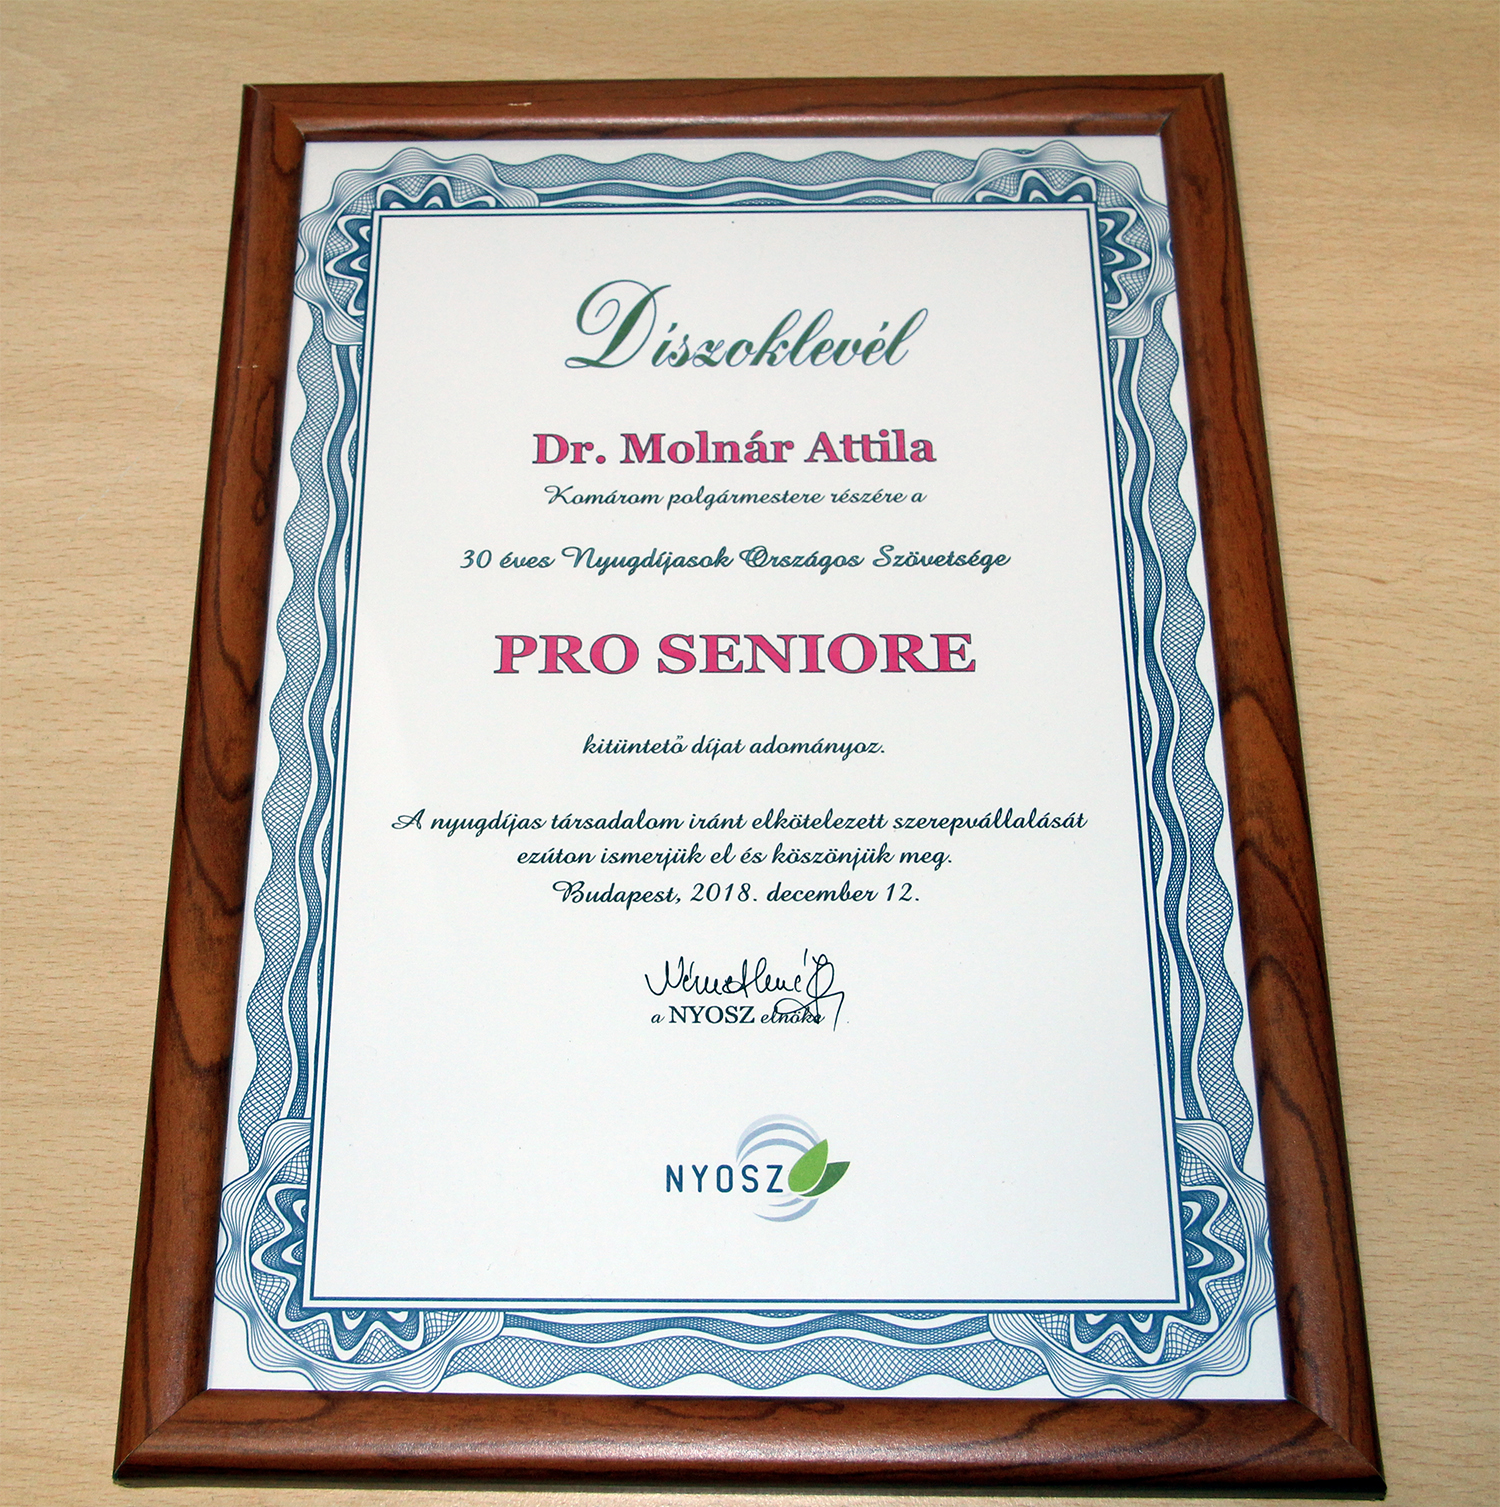 Díszoklevél
Dr. Molnár Attila
Komárom polgármestere részére a
30 éves Nyugdíjasok Országos Szövetsége
PRO SENIORE
kitüntető díjat adományoz.
A nyugdíjas társadalom iránt elkötelezett szerepvállalását
ezúton ismerjük el és köszönjük meg.
Budapest, 2018. december 12.
a NYOSZ elnöke
NYOSZ